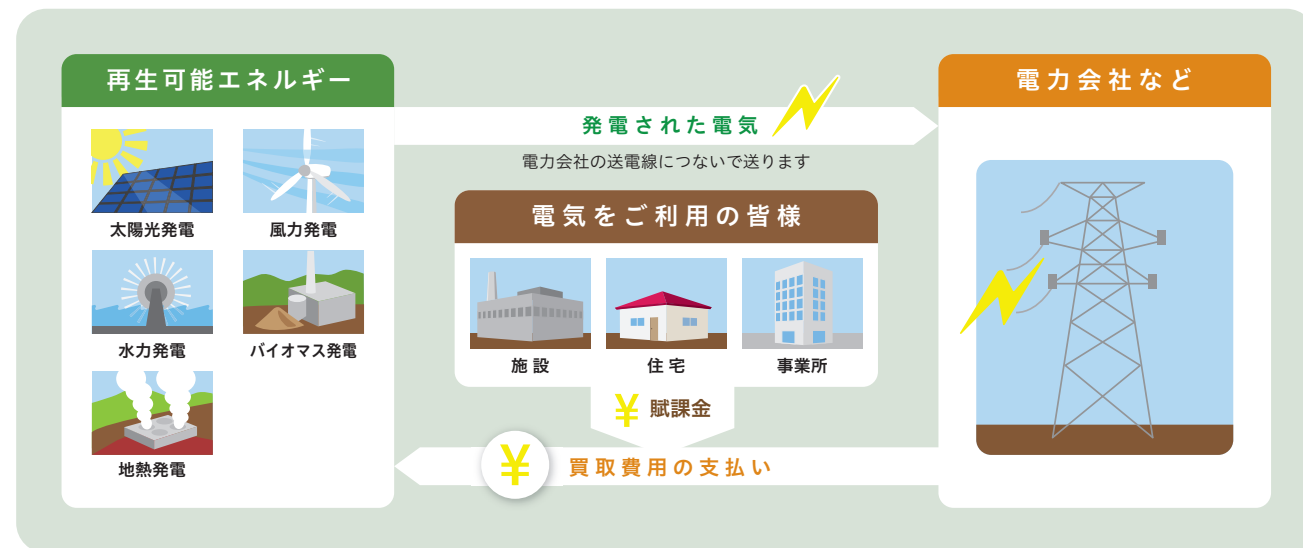 再生可能エネルギー
太陽光発電
風力発電
水力発電
バイオマス発電
地熱発電
発電された電気
電力会社の送電線につないで送ります
電気をご利用の皆様
施設
住宅
事業所
¥ 賦課金
¥ 買取費用の支払い
電力会社など